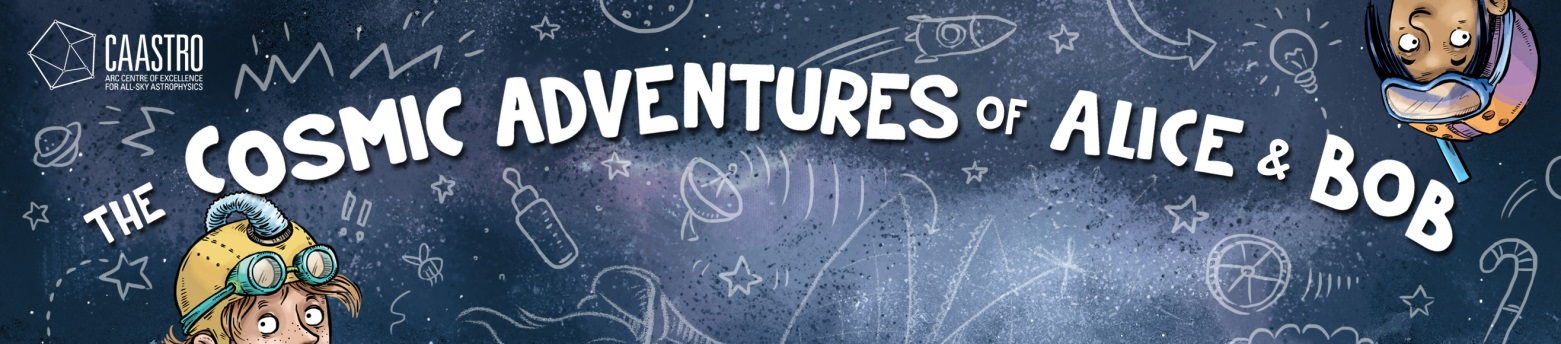 CAASTRO
ARC CENTRE OF EXCELLENCE
FOR ALL-SKY ASTROPHYSICS
THE COSMIC ADVENTURES OF ALICE & BOB
!!